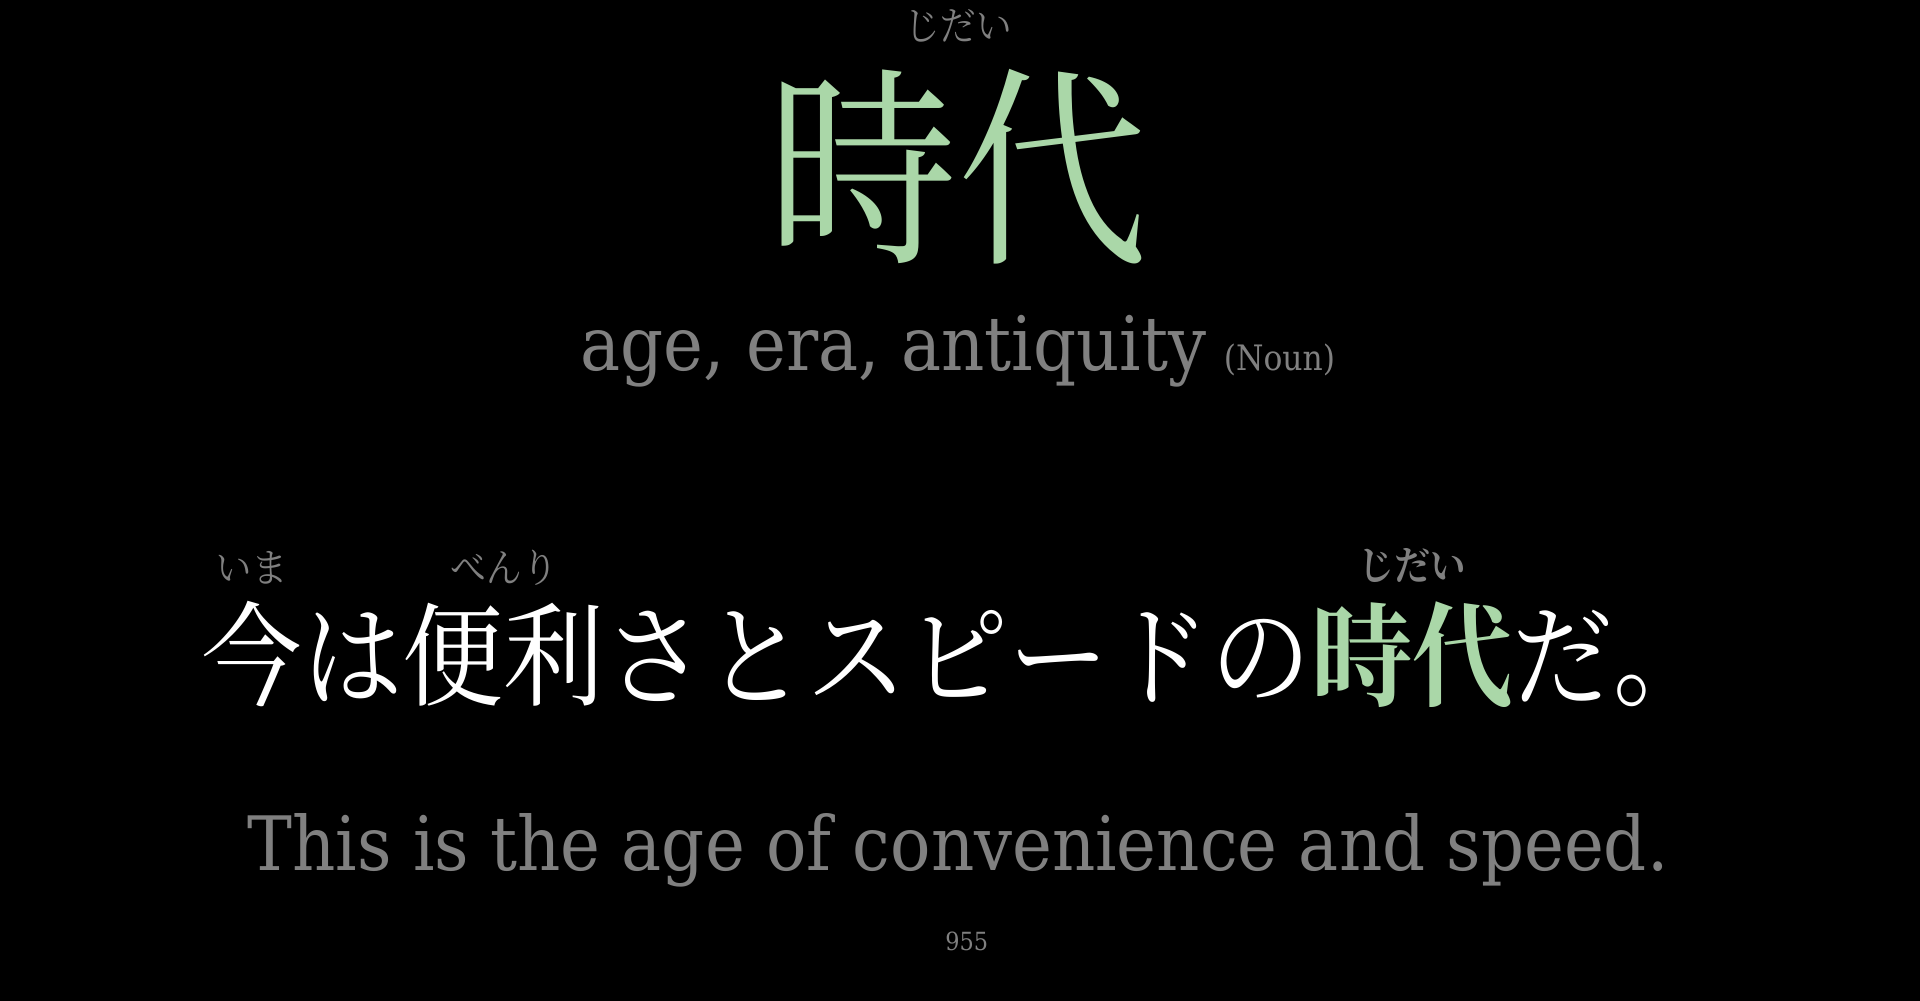 じだい
時代
age, era, antiquity (Noun)
いま べんり じだい
今は便利さとスピードの時代だ。
This is the age of convenience and speed.
955